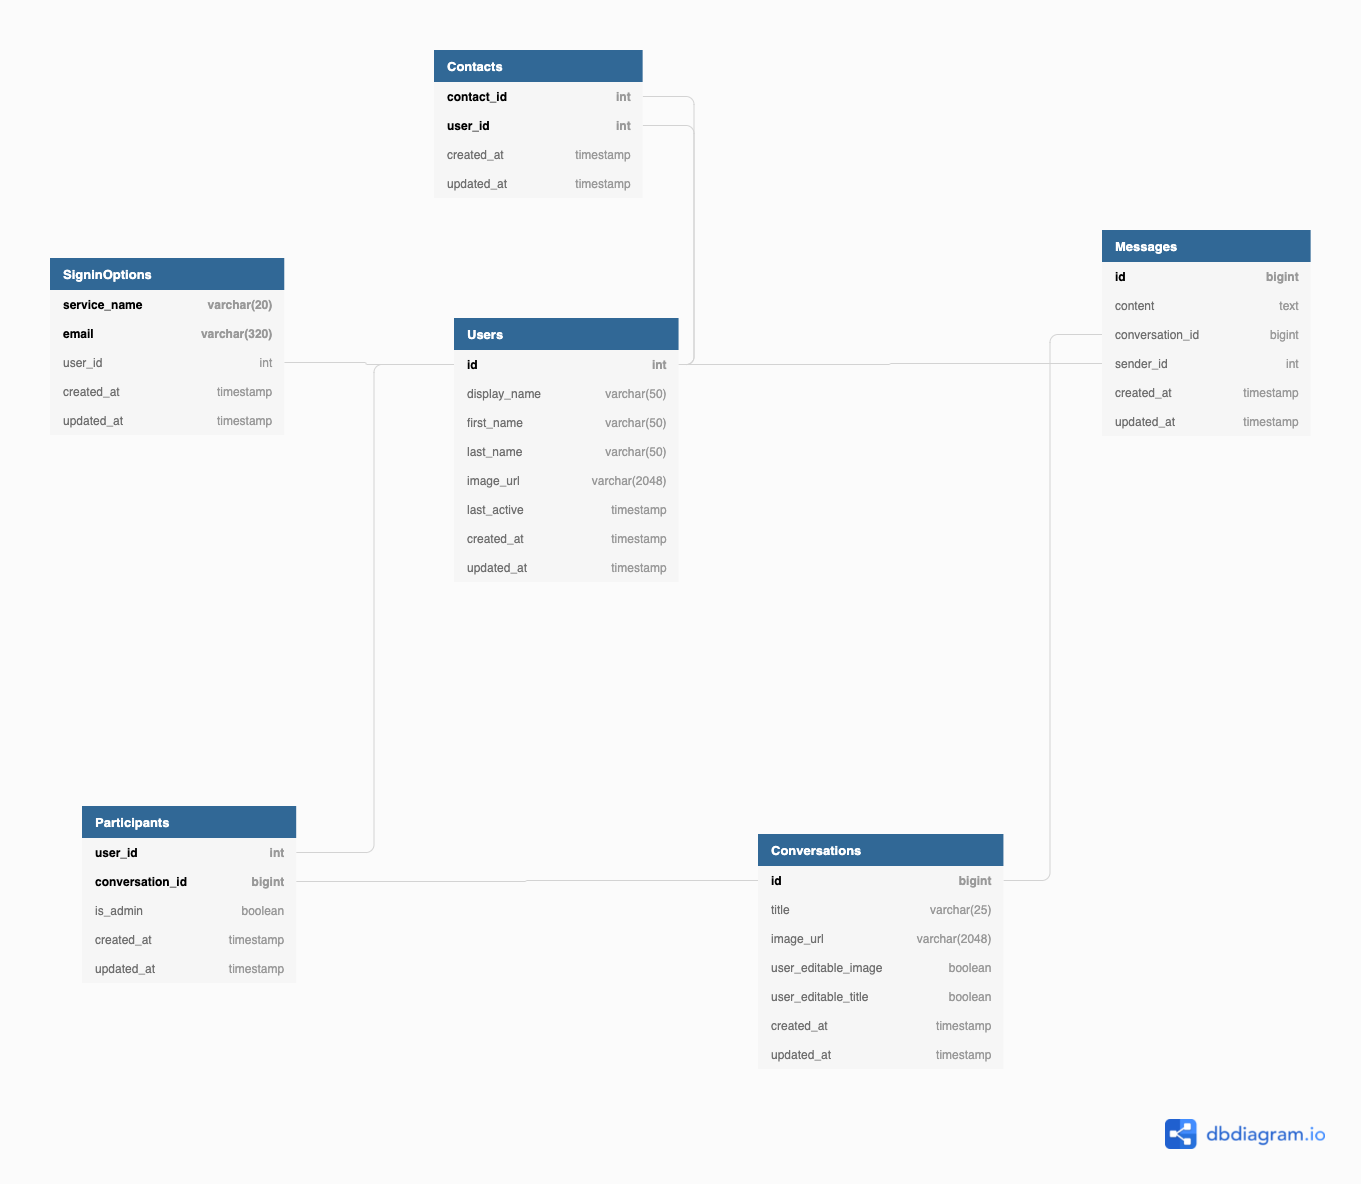 Contacts
contact_id int
user_id int
created_at timestamp
updated_at timestamp
SigninOptions
service_name varchar(20)
email varchar(320)
user_id int
created_at timestamp
updated_at timestamp
Users
id int
display_name varchar(50)
first_name varchar(50)
last_name varchar(50)
image_url varchar(2048)
last_active timestamp
created_at timestamp
updated_at timestamp
Messages
id bigint
content text
conversation_id bigint
sender_id int
created_at timestamp
updated_at timestamp
Participants
user_id int
conversation_id bigint
is_admin boolean
created_at timestamp
updated_at timestamp
Conversations
id bigint
title varchar(25)
image_url varchar(2048)
user_editable_image boolean
user_editable_title boolean
created_at timestamp
updated_at timestamp
dbdiagram.io